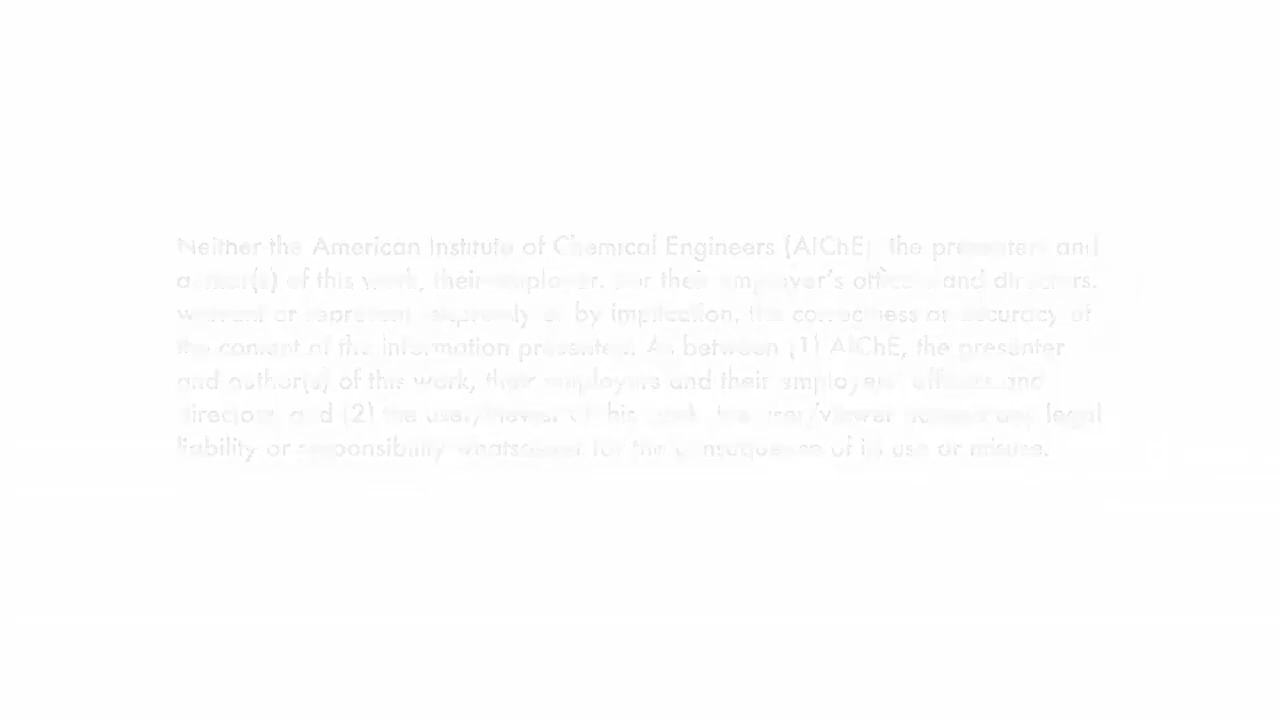 Neither the American Institute of Chemical Engineers (AIChE), the presenters and
author(s) of this work, their employer, nor their employer's officers and directors,
warrant or represent, expressly or by implication, the correctness or accuracy of
the content of the information presented. As between (1) AIChE, the presenter
and author(s) of this work, their employers and their employers' officers and
directors, and (2) the user/viewer of this work, the user/viewer accepts any legal
liability or responsibility whatsoever for the consequence of its use or misuse.